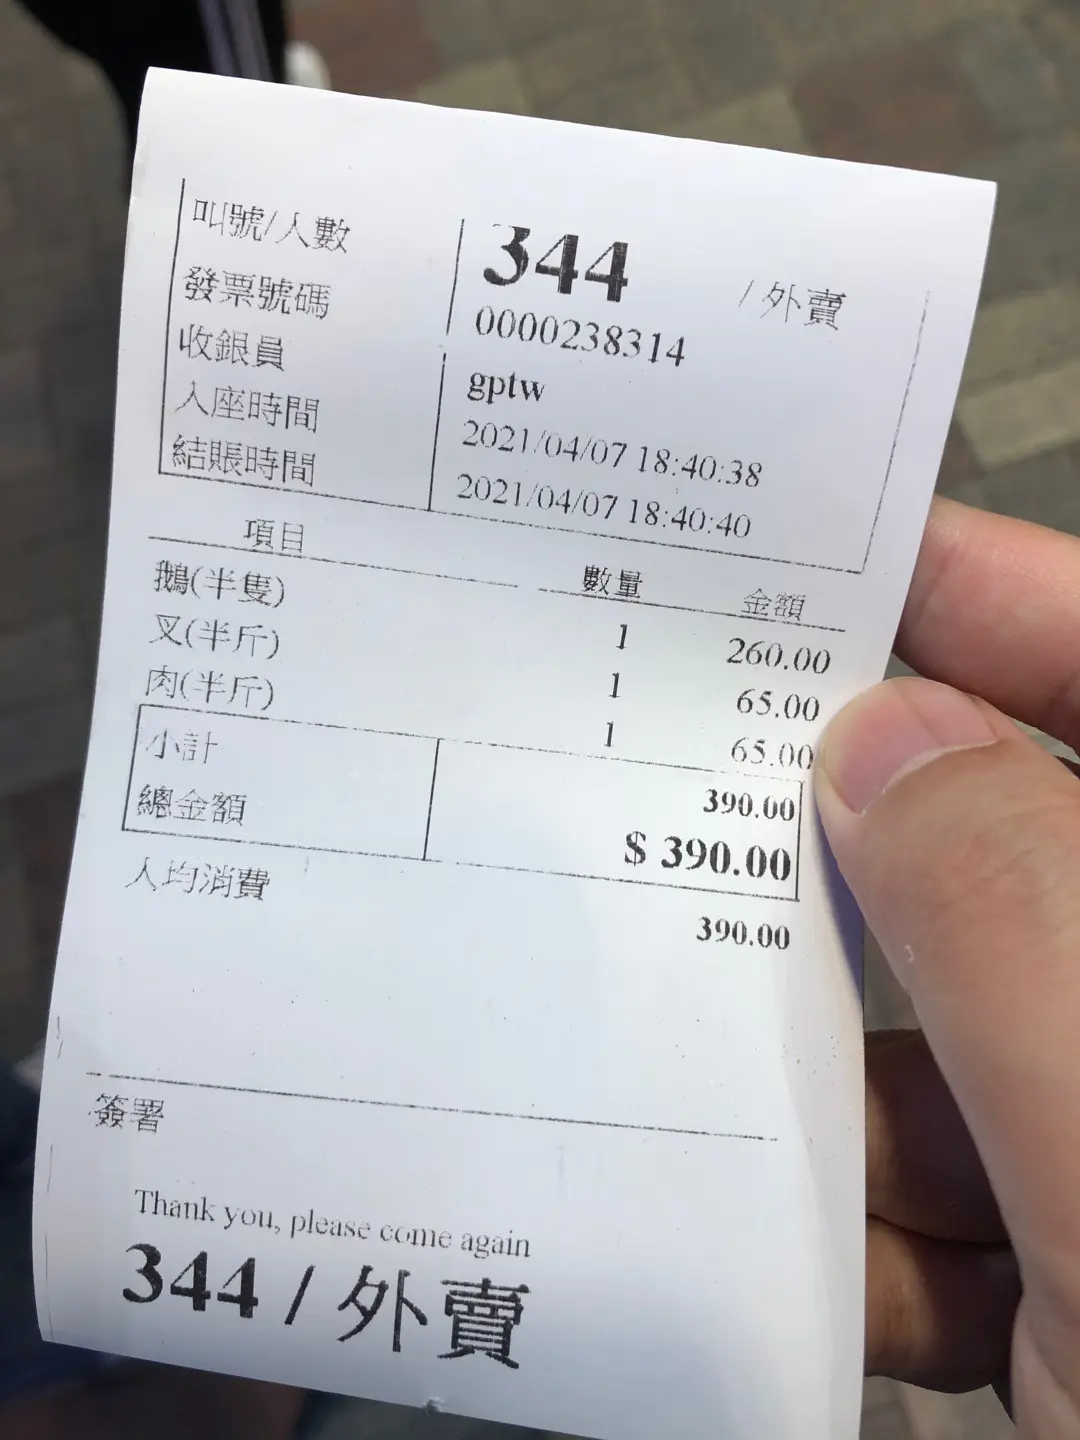 叫號/人數 344 / 外賣
發票號碼 0000238314
收銀員 gptw
入座時間 2021/04/07 18:40:38
結賬時間 2021/04/07 18:40:40
項目 數量 金額
鵝(半隻) 1 260.00
叉(半斤) 1 65.00
肉(半斤) 1 65.00
小計 390.00
總金額 $ 390.00
人均消費 390.00
簽署
Thank you, please come again
344 / 外賣